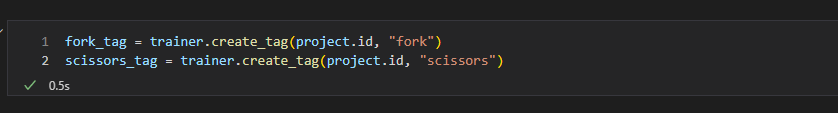 1 fork_tag = trainer.create_tag(project.id, "fork")
2 scissors_tag = trainer.create_tag(project.id, "scissors")
0.5s